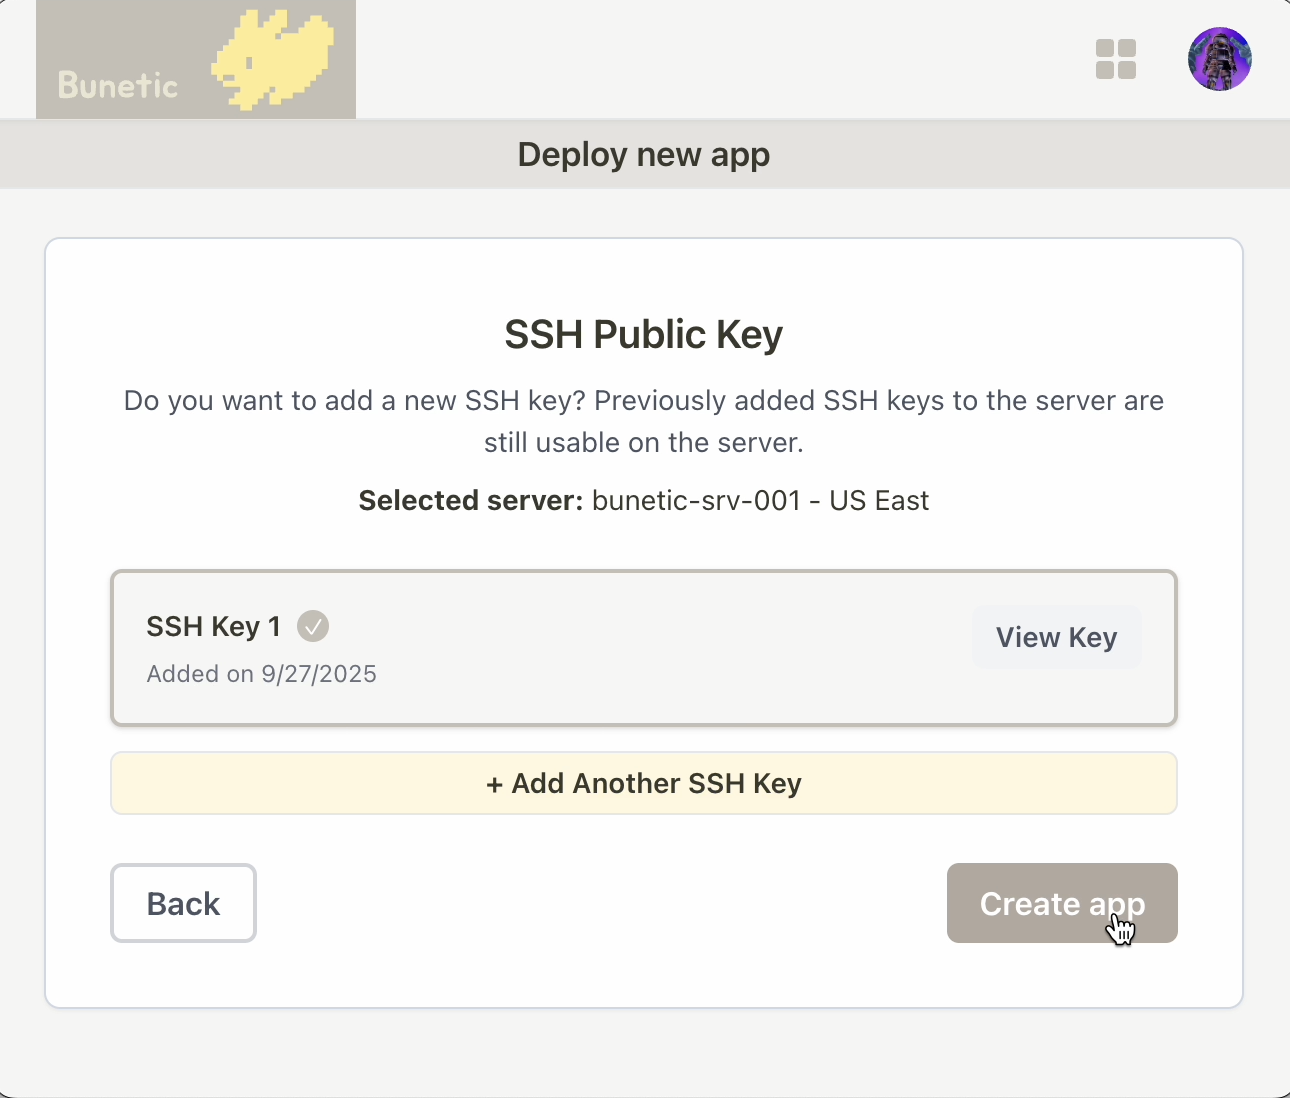 Bunetic
Deploy new app
SSH Public Key
Do you want to add a new SSH key? Previously added SSH keys to the server are
still usable on the server.
Selected server: bunetic-srv-001 - US East
SSH Key 1
View Key
Added on 9/27/2025
+ Add Another SSH Key
Back
Create app